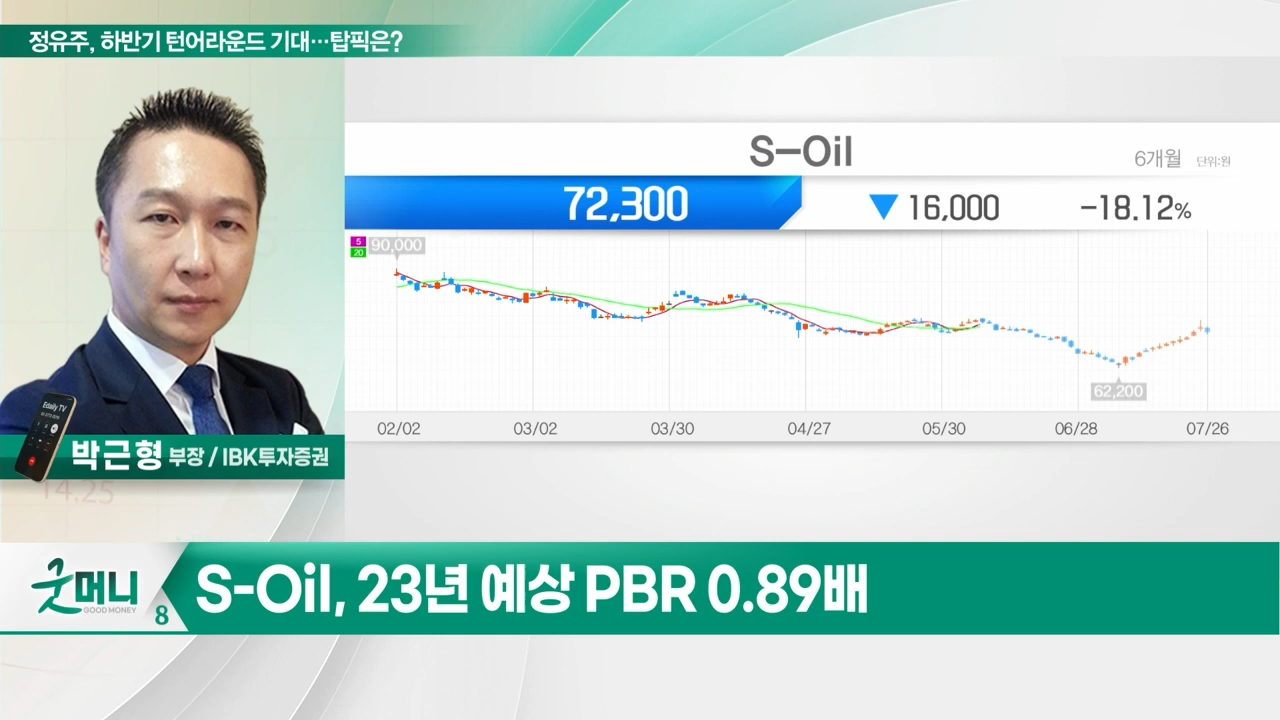 정유주, 하반기 턴어라운드 기대…탑픽은?
S-Oil
6개월 단위:원
72,300 ▼ 16,000 -18.12%
5
20
90,000
62,200
02/02 03/02 03/30 04/27 05/30 06/28 07/26
Edaily TV
박근형 부장 / IBK투자증권
14.25
굿머니
GOOD MONEY
8
S-Oil, 23년 예상 PBR 0.89배